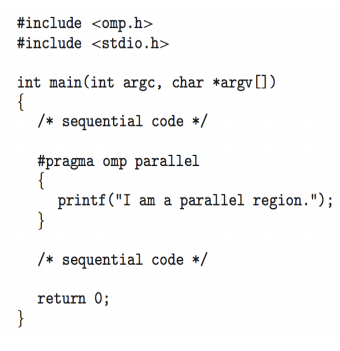 #include <omp.h>
#include <stdio.h>
int main(int argc, char *argv[])
{
/* sequential code */
#pragma omp parallel
{
printf("I am a parallel region.");
}
/* sequential code */
return 0;
}